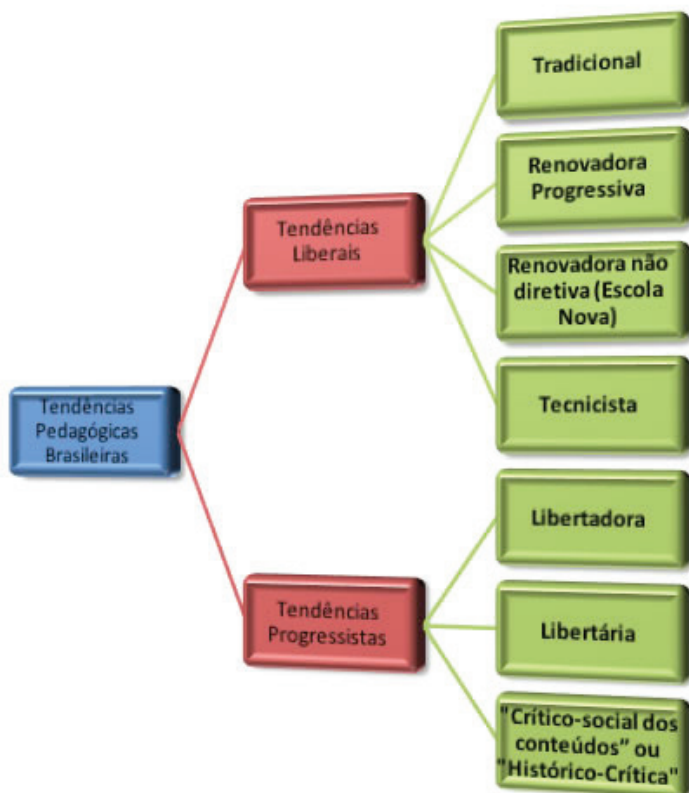 Tendências
Pedagógicas
Brasileiras
Tendências
Liberais
Tradicional
Renovadora
Progressiva
Renovadora não
diretiva (Escola
Nova)
Tecnicista
Tendências
Progressistas
Libertadora
Libertária
"Crítico-social dos
conteúdos” ou
"Histórico-Crítica"